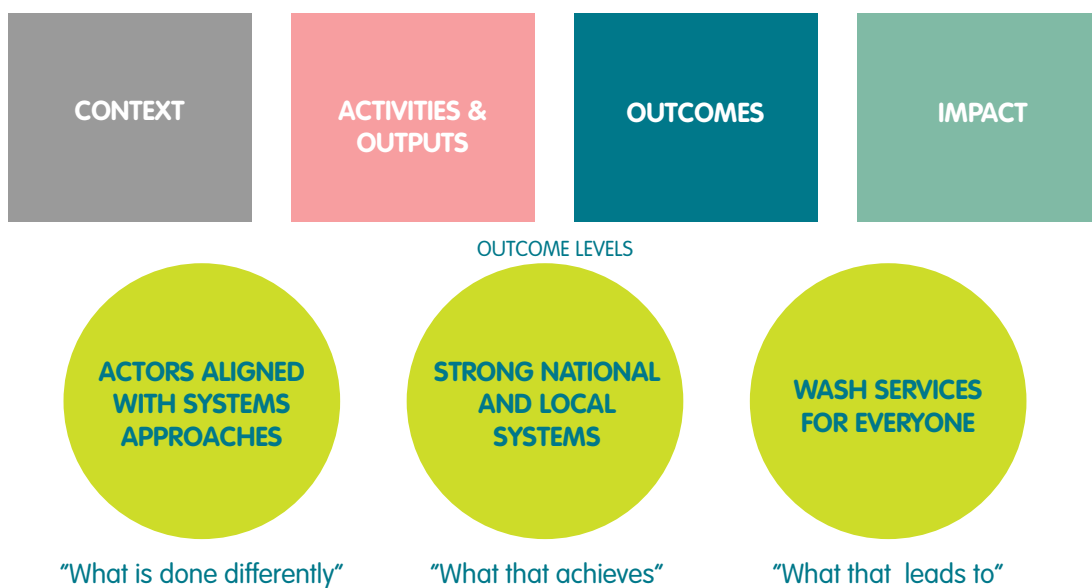 CONTEXT
ACTIVITIES &
OUTPUTS
OUTCOMES
IMPACT
OUTCOME LEVELS
ACTORS ALIGNED
WITH SYSTEMS
APPROACHES
STRONG NATIONAL
AND LOCAL
SYSTEMS
WASH SERVICES
FOR EVERYONE
"What is done differently"
"What that achieves"
"What that leads to"